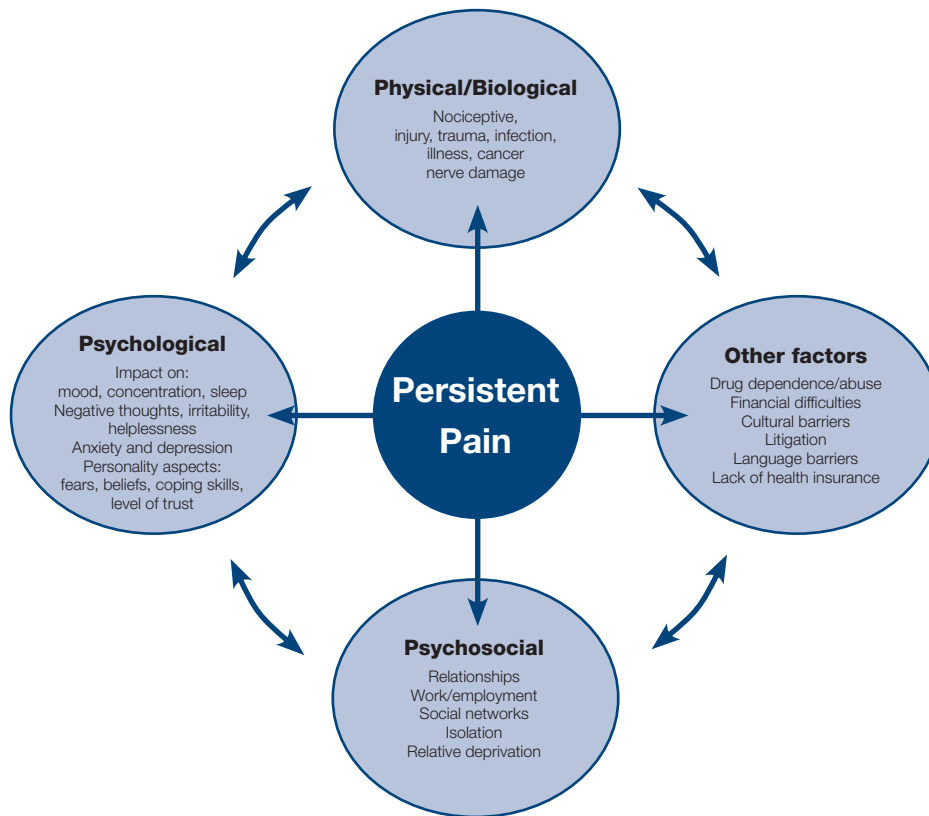 Physical/Biological
Nociceptive,
injury, trauma, infection,
illness, cancer
nerve damage
Psychological
Impact on:
mood, concentration, sleep
Negative thoughts, irritability,
helplessness
Anxiety and depression
Personality aspects:
fears, beliefs, coping skills,
level of trust
Persistent
Pain
Other factors
Drug dependence/abuse
Financial difficulties
Cultural barriers
Litigation
Language barriers
Lack of health insurance
Psychosocial
Relationships
Work/employment
Social networks
Isolation
Relative deprivation